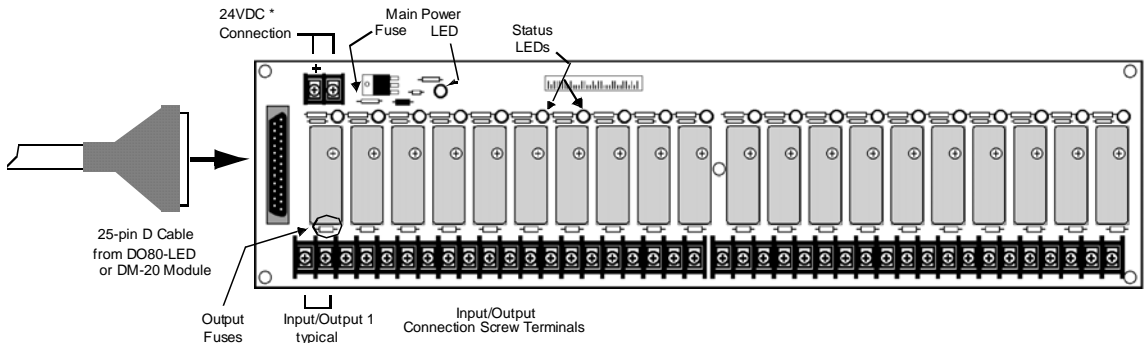 24VDC *
Connection
Main Power
Fuse
LED
Status
LEDs
+
25-pin D Cable
from DO80-LED
or DM-20 Module
Output
Fuses
Input/Output 1
typical
Input/Output
Connection Screw Terminals